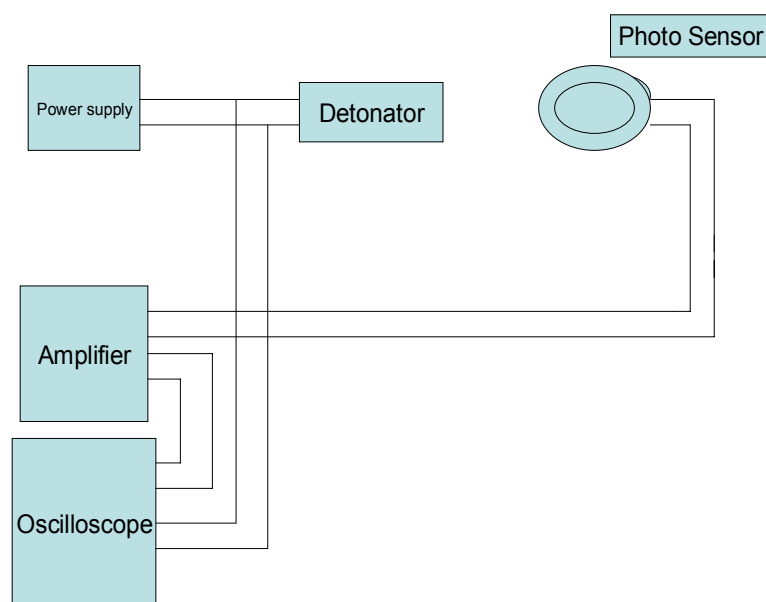 Photo Sensor
Power supply
Detonator
Amplifier
Oscilloscope